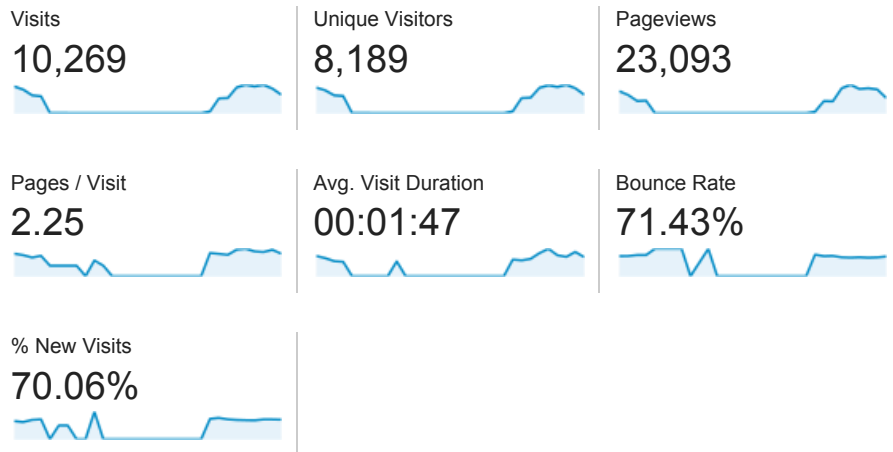 Visits
10,269
Unique Visitors
8,189
Pageviews
23,093
Pages / Visit
2.25
Avg. Visit Duration
00:01:47
Bounce Rate
71.43%
% New Visits
70.06%